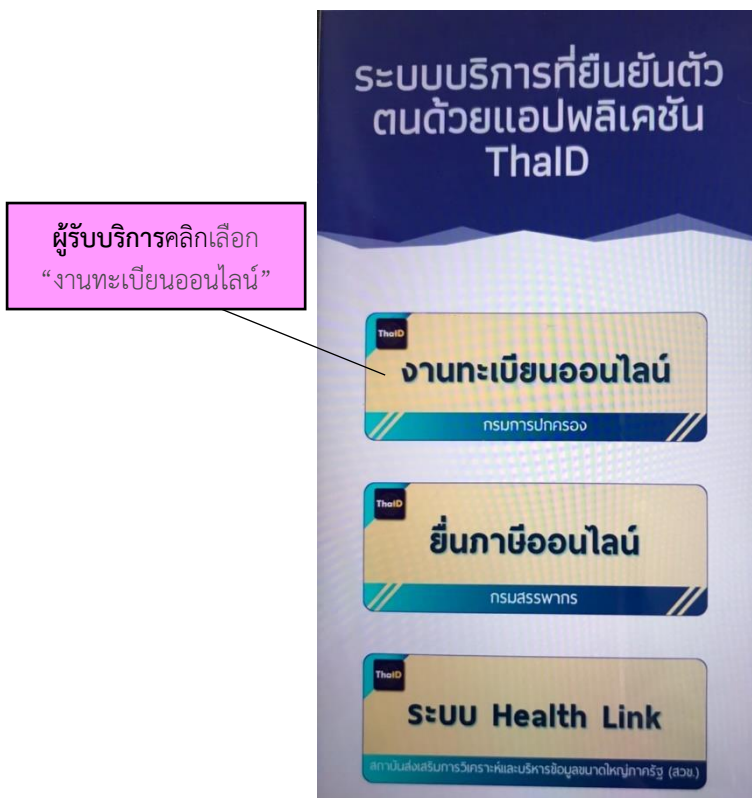 ระบบบริการที่ยืนยันตัว
ตนด้วยแอปพลิเคชัน
ThaID
ผู้รับบริการคลิกเลือก
“งานทะเบียนออนไลน์”
ThaID
งานทะเบียนออนไลน์
กรมการปกครอง
ThaID
ยื่นภาษีออนไลน์
กรมสรรพากร
ThaID
ระบบ Health Link
สถาบันส่งเสริมการวิเคราะห์และบริหารข้อมูลขนาดใหญ่ภาครัฐ (สวข.)